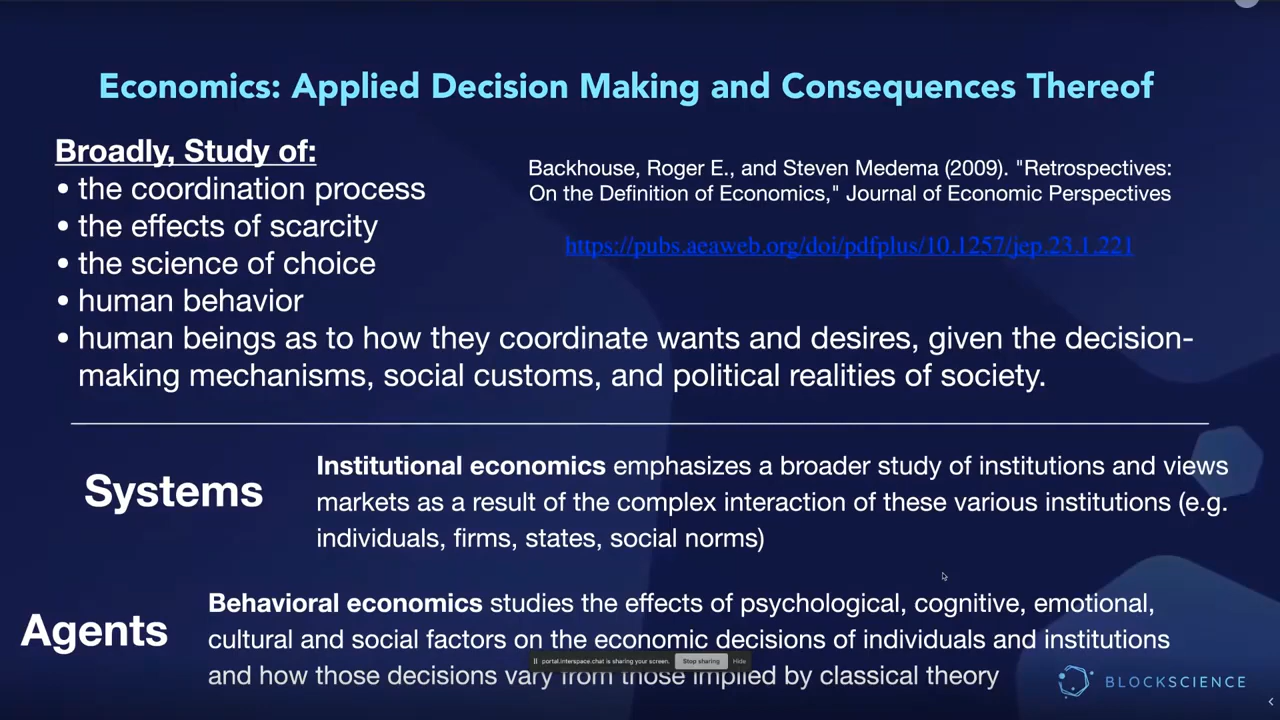 Economics: Applied Decision Making and Consequences Thereof
Broadly, Study of:
• the coordination process
• the effects of scarcity
• the science of choice
• human behavior
• human beings as to how they coordinate wants and desires, given the decision-
making mechanisms, social customs, and political realities of society.
Backhouse, Roger E., and Steven Medema (2009). "Retrospectives:
On the Definition of Economics," Journal of Economic Perspectives
https://pubs.aeaweb.org/doi/pdfplus/10.1257/jep.23.1.221
Systems
Institutional economics emphasizes a broader study of institutions and views
markets as a result of the complex interaction of these various institutions (e.g.
individuals, firms, states, social norms)
Agents
Behavioral economics studies the effects of psychological, cognitive, emotional,
cultural and social factors on the economic decisions of individuals and institutions
and how those decisions vary from those implied by classical theory
portal.interspace.chat is sharing your screen. Stop sharing Hide
BLOCKSCIENCE